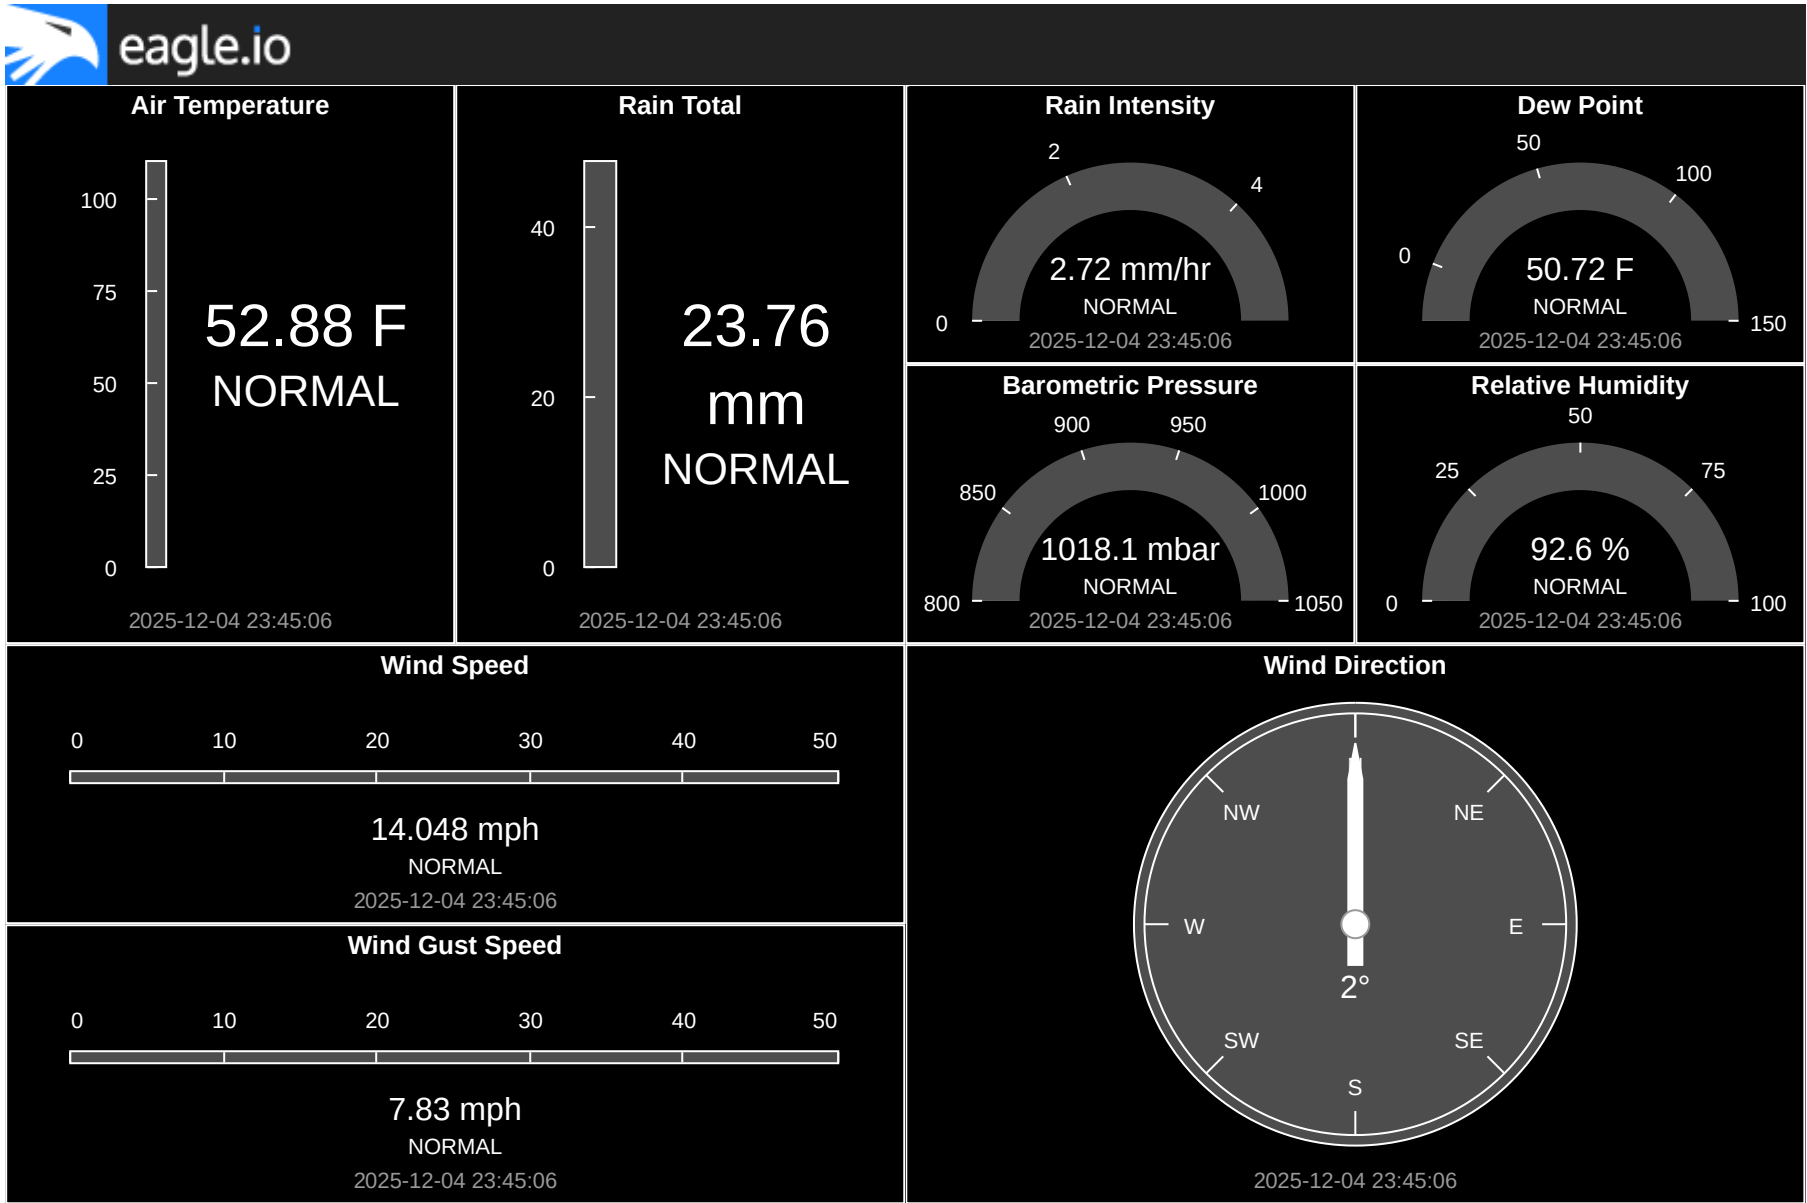 eagle.io
Air Temperature
100
75
50
25
0
52.88 F
NORMAL
2025-12-04 23:45:06
Rain Total
40
20
0
23.76
mm
NORMAL
2025-12-04 23:45:06
Rain Intensity
0
2
4
2.72 mm/hr
NORMAL
2025-12-04 23:45:06
Dew Point
0
50
100
150
50.72 F
NORMAL
2025-12-04 23:45:06
Barometric Pressure
800
850
900
950
1000
1050
1018.1 mbar
NORMAL
2025-12-04 23:45:06
Relative Humidity
0
25
50
75
100
92.6 %
NORMAL
2025-12-04 23:45:06
Wind Speed
0 10 20 30 40 50
14.048 mph
NORMAL
2025-12-04 23:45:06
Wind Gust Speed
0 10 20 30 40 50
7.83 mph
NORMAL
2025-12-04 23:45:06
Wind Direction
NW NE
W E
2°
SW SE
S
2025-12-04 23:45:06